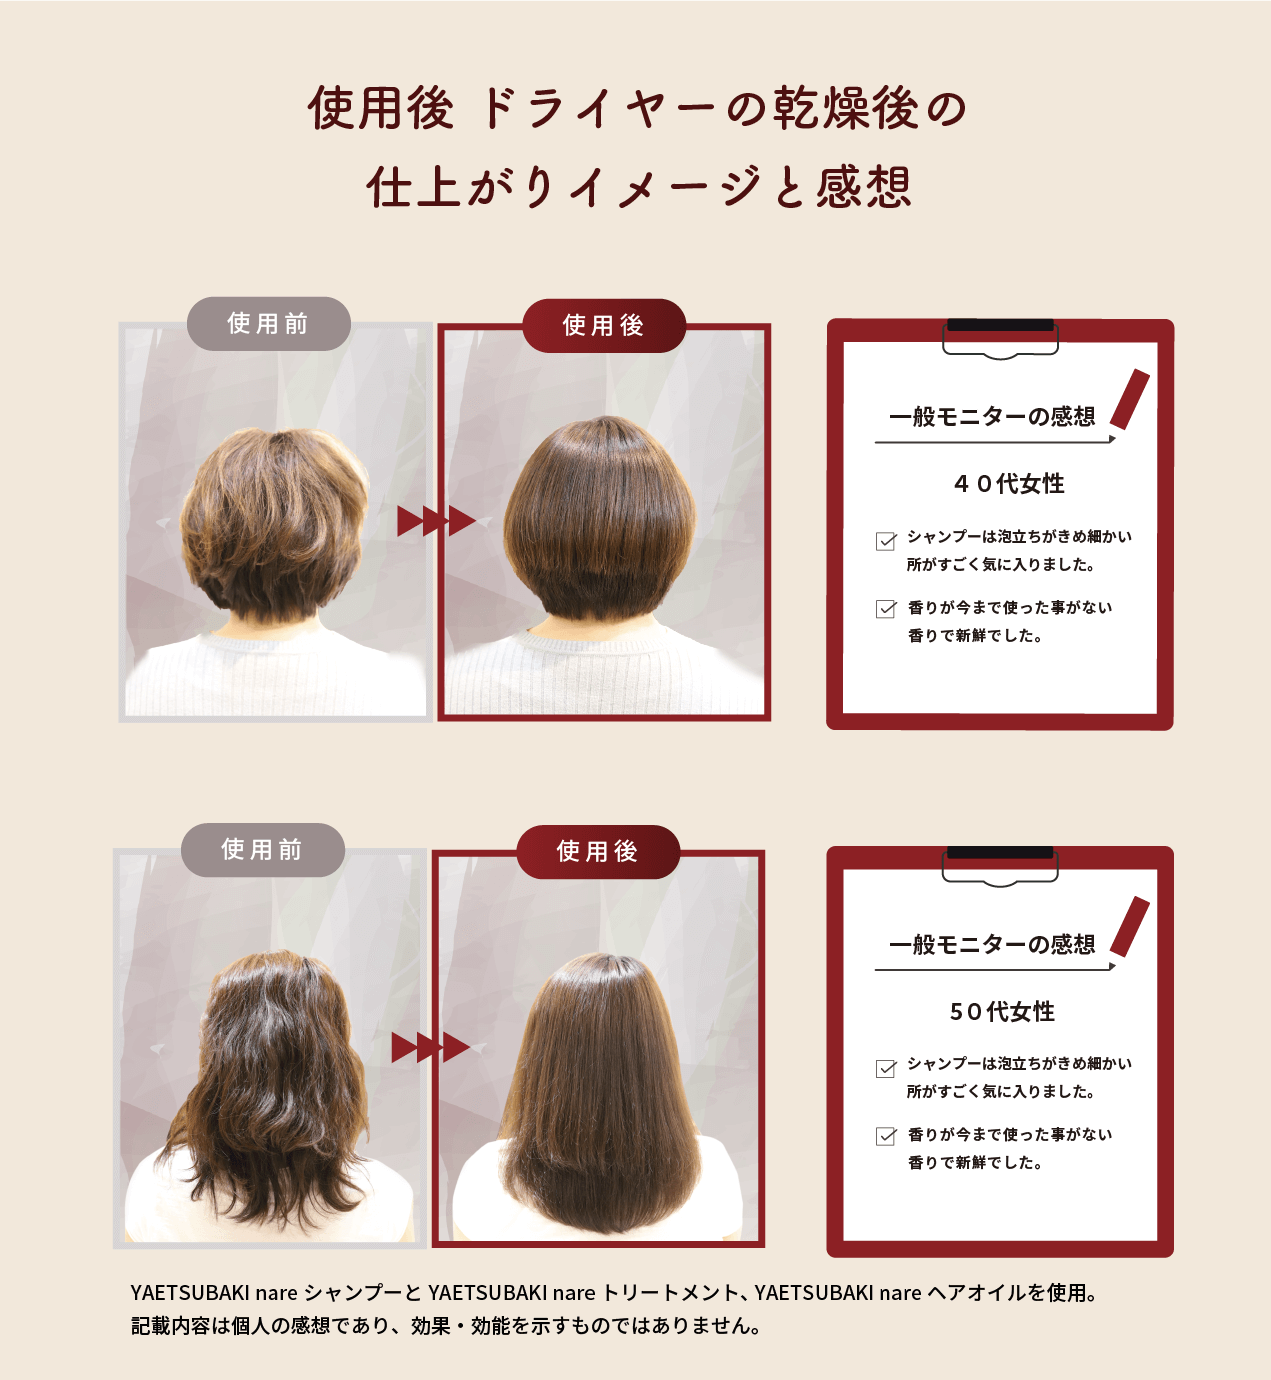 使用後 ドライヤーの乾燥後の
仕上がりイメージと感想
使用前
使用後
一般モニターの感想
４０代女性
シャンプーは泡立ちがきめ細かい
所がすごく気に入りました。
香りが今まで使った事がない
香りで新鮮でした。
使用前
使用後
一般モニターの感想
5０代女性
シャンプーは泡立ちがきめ細かい
所がすごく気に入りました。
香りが今まで使った事がない
香りで新鮮でした。
YAETSUBAKI nare シャンプーと YAETSUBAKI nare トリートメント、YAETSUBAKI nare ヘアオイルを使用。
記載内容は個人の感想であり、効果・効能を示すものではありません。